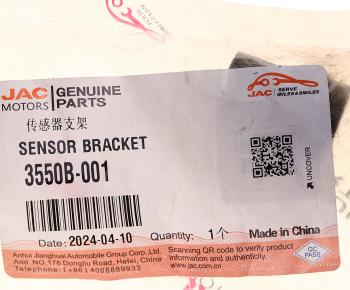 JAC MOTORS GENUINE PARTS
JAC SERVE MILES & SMILES
传感器支架
SENSOR BRACKET
3550B-001
UNCOVER
Date: 2024-04-10 Quantity: 1个 Made in China
Anhui Jianghuai Automobile Group Corp.,Ltd.
Add:NO.176 Dongliu Road, Hefei, China
Telephone: (+86) 4008889933
Scanning QR code to verify product
information and authenticity.
www.jac.com.cn
QC
PASS